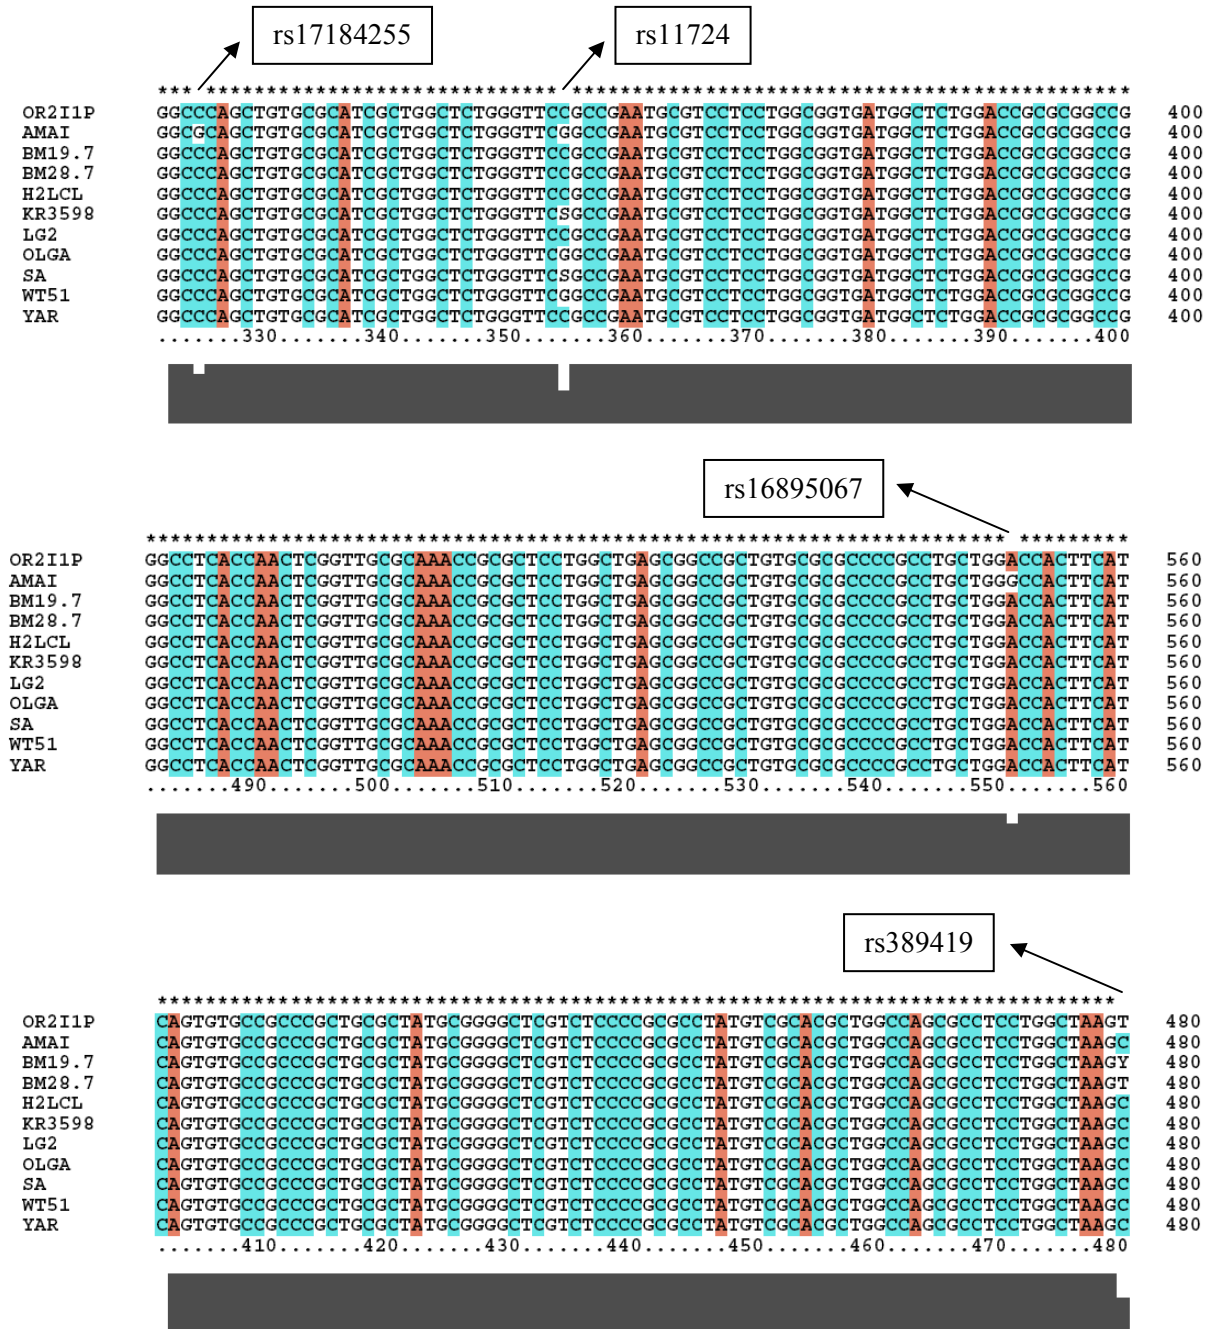 rs17184255 rs11724
*** ***************************** **********************************************
OR2I1P GGCCCAGCTGTGCGCATCGCTGGCTCTGGGTTCCGCCGAATGCGTCCTCCTGGCGGTGATGGCTCTGGACCGCGCGGCCG 400
AMAI GGCGCAGCTGTGCGCATCGCTGGCTCTGGGTTCGGCCGAATGCGTCCTCCTGGCGGTGATGGCTCTGGACCGCGCGGCCG 400
BM19.7 GGCCCAGCTGTGCGCATCGCTGGCTCTGGGTTCCGCCGAATGCGTCCTCCTGGCGGTGATGGCTCTGGACCGCGCGGCCG 400
BM28.7 GGCCCAGCTGTGCGCATCGCTGGCTCTGGGTTCCGCCGAATGCGTCCTCCTGGCGGTGATGGCTCTGGACCGCGCGGCCG 400
H2LCL GGCCCAGCTGTGCGCATCGCTGGCTCTGGGTTCCGCCGAATGCGTCCTCCTGGCGGTGATGGCTCTGGACCGCGCGGCCG 400
KR3598 GGCCCAGCTGTGCGCATCGCTGGCTCTGGGTTCSGCCGAATGCGTCCTCCTGGCGGTGATGGCTCTGGACCGCGCGGCCG 400
LG2 GGCCCAGCTGTGCGCATCGCTGGCTCTGGGTTCCGCCGAATGCGTCCTCCTGGCGGTGATGGCTCTGGACCGCGCGGCCG 400
OLGA GGCCCAGCTGTGCGCATCGCTGGCTCTGGGTTCGGCCGAATGCGTCCTCCTGGCGGTGATGGCTCTGGACCGCGCGGCCG 400
SA GGCCCAGCTGTGCGCATCGCTGGCTCTGGGTTCSGCCGAATGCGTCCTCCTGGCGGTGATGGCTCTGGACCGCGCGGCCG 400
WT51 GGCCCAGCTGTGCGCATCGCTGGCTCTGGGTTCGGCCGAATGCGTCCTCCTGGCGGTGATGGCTCTGGACCGCGCGGCCG 400
YAR GGCCCAGCTGTGCGCATCGCTGGCTCTGGGTTCCGCCGAATGCGTCCTCCTGGCGGTGATGGCTCTGGACCGCGCGGCCG 400
.......330.......340.......350.......360.......370.......380.......390.......400
rs16895067
********************************************************************** *********
OR2I1P GGCCTCACCAACTCGGTTGCGCAAACCGCGCTCCTGGCTGAGCGGCCGCTGTGCGCGCCCCGCCTGCTGGACCACTTCAT 560
AMAI GGCCTCACCAACTCGGTTGCGCAAACCGCGCTCCTGGCTGAGCGGCCGCTGTGCGCGCCCCGCCTGCTGGGCCACTTCAT 560
BM19.7 GGCCTCACCAACTCGGTTGCGCAAACCGCGCTCCTGGCTGAGCGGCCGCTGTGCGCGCCCCGCCTGCTGGACCACTTCAT 560
BM28.7 GGCCTCACCAACTCGGTTGCGCAAACCGCGCTCCTGGCTGAGCGGCCGCTGTGCGCGCCCCGCCTGCTGGACCACTTCAT 560
H2LCL GGCCTCACCAACTCGGTTGCGCAAACCGCGCTCCTGGCTGAGCGGCCGCTGTGCGCGCCCCGCCTGCTGGACCACTTCAT 560
KR3598 GGCCTCACCAACTCGGTTGCGCAAACCGCGCTCCTGGCTGAGCGGCCGCTGTGCGCGCCCCGCCTGCTGGACCACTTCAT 560
LG2 GGCCTCACCAACTCGGTTGCGCAAACCGCGCTCCTGGCTGAGCGGCCGCTGTGCGCGCCCCGCCTGCTGGACCACTTCAT 560
OLGA GGCCTCACCAACTCGGTTGCGCAAACCGCGCTCCTGGCTGAGCGGCCGCTGTGCGCGCCCCGCCTGCTGGACCACTTCAT 560
SA GGCCTCACCAACTCGGTTGCGCAAACCGCGCTCCTGGCTGAGCGGCCGCTGTGCGCGCCCCGCCTGCTGGACCACTTCAT 560
WT51 GGCCTCACCAACTCGGTTGCGCAAACCGCGCTCCTGGCTGAGCGGCCGCTGTGCGCGCCCCGCCTGCTGGACCACTTCAT 560
YAR GGCCTCACCAACTCGGTTGCGCAAACCGCGCTCCTGGCTGAGCGGCCGCTGTGCGCGCCCCGCCTGCTGGACCACTTCAT 560
.......490.......500.......510.......520.......530.......540.......550.......560
rs389419
*******************************************************************************
OR2I1P CAGTGTGCCGCCCGCTGCGCTATGCGGGGCTCGTCTCCCCGCGCCTATGTCGCACGCTGGCCAGCGCCTCCTGGCTAAGT 480
AMAI CAGTGTGCCGCCCGCTGCGCTATGCGGGGCTCGTCTCCCCGCGCCTATGTCGCACGCTGGCCAGCGCCTCCTGGCTAAGC 480
BM19.7 CAGTGTGCCGCCCGCTGCGCTATGCGGGGCTCGTCTCCCCGCGCCTATGTCGCACGCTGGCCAGCGCCTCCTGGCTAAGY 480
BM28.7 CAGTGTGCCGCCCGCTGCGCTATGCGGGGCTCGTCTCCCCGCGCCTATGTCGCACGCTGGCCAGCGCCTCCTGGCTAAGT 480
H2LCL CAGTGTGCCGCCCGCTGCGCTATGCGGGGCTCGTCTCCCCGCGCCTATGTCGCACGCTGGCCAGCGCCTCCTGGCTAAGC 480
KR3598 CAGTGTGCCGCCCGCTGCGCTATGCGGGGCTCGTCTCCCCGCGCCTATGTCGCACGCTGGCCAGCGCCTCCTGGCTAAGC 480
LG2 CAGTGTGCCGCCCGCTGCGCTATGCGGGGCTCGTCTCCCCGCGCCTATGTCGCACGCTGGCCAGCGCCTCCTGGCTAAGC 480
OLGA CAGTGTGCCGCCCGCTGCGCTATGCGGGGCTCGTCTCCCCGCGCCTATGTCGCACGCTGGCCAGCGCCTCCTGGCTAAGC 480
SA CAGTGTGCCGCCCGCTGCGCTATGCGGGGCTCGTCTCCCCGCGCCTATGTCGCACGCTGGCCAGCGCCTCCTGGCTAAGC 480
WT51 CAGTGTGCCGCCCGCTGCGCTATGCGGGGCTCGTCTCCCCGCGCCTATGTCGCACGCTGGCCAGCGCCTCCTGGCTAAGC 480
YAR CAGTGTGCCGCCCGCTGCGCTATGCGGGGCTCGTCTCCCCGCGCCTATGTCGCACGCTGGCCAGCGCCTCCTGGCTAAGC 480
.......410.......420.......430.......440.......450.......460.......470.......480